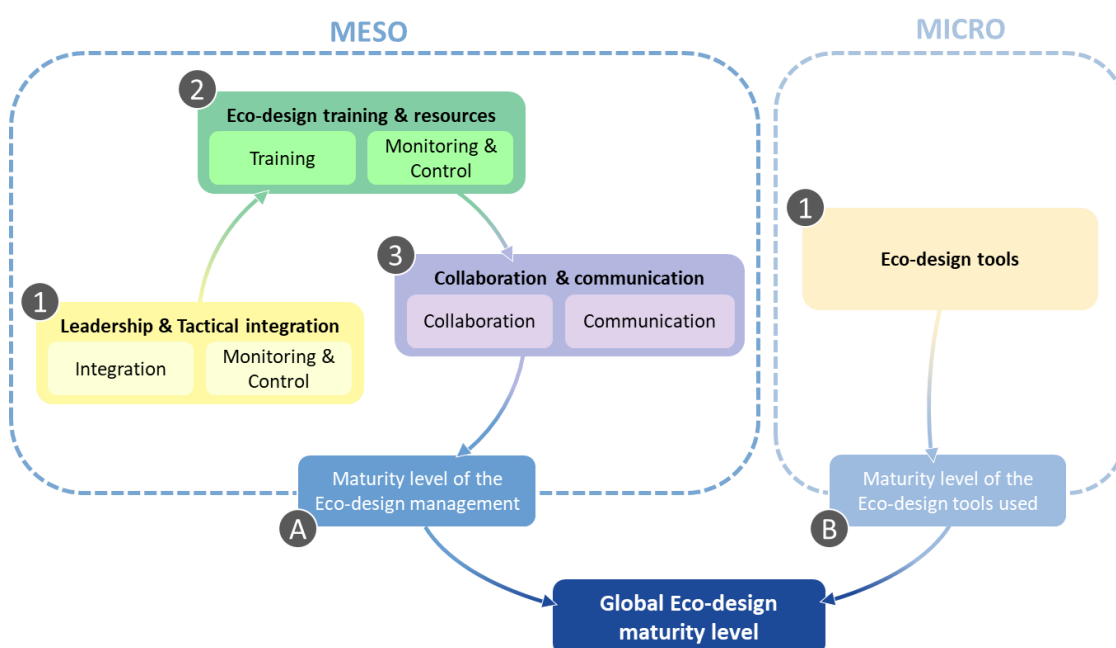 MESO
2
Eco-design training & resources
Training
Monitoring &
Control
3
Collaboration & communication
Collaboration
Communication
1
Leadership & Tactical integration
Integration
Monitoring &
Control
Maturity level of the
Eco-design management
A
MICRO
1
Eco-design tools
Maturity level of the
Eco-design tools used
B
Global Eco-design
maturity level